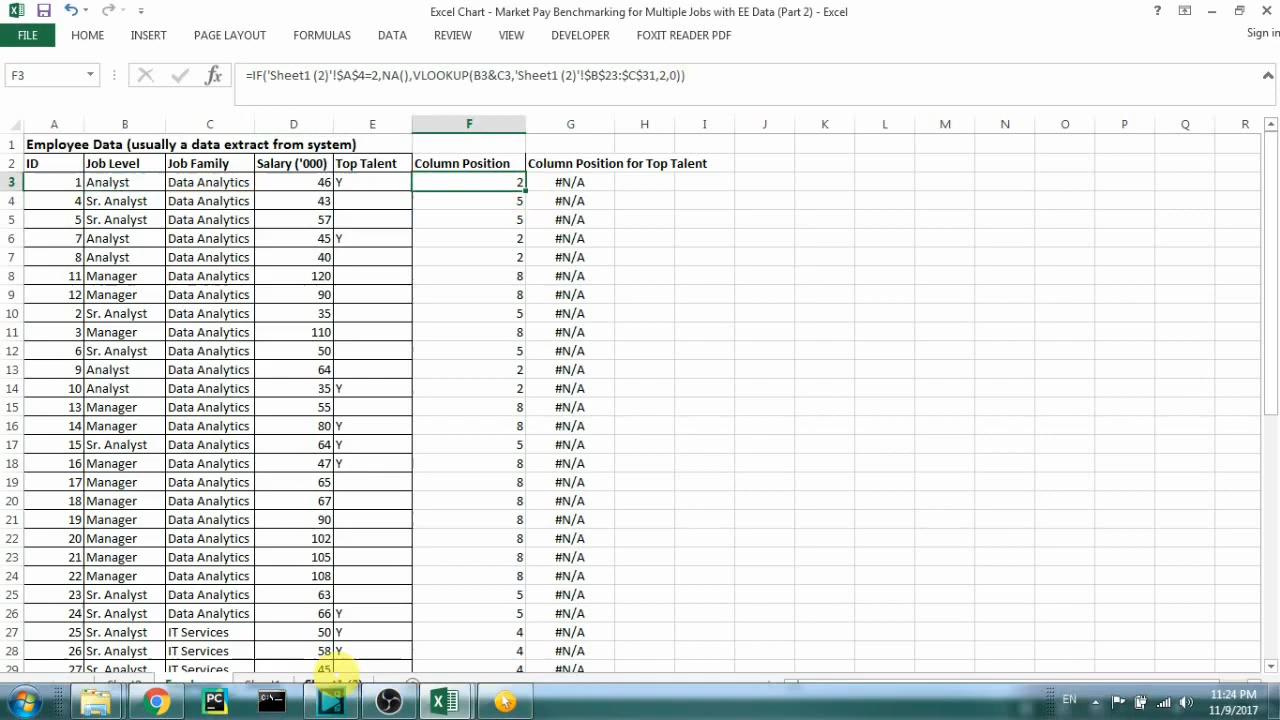 Excel Chart - Market Pay Benchmarking for Multiple Jobs with EE Data (Part 2) - Excel
?
FILE HOME INSERT PAGE LAYOUT FORMULAS DATA REVIEW VIEW DEVELOPER FOXIT READER PDF Sign in
F3 fx =IF('Sheet1 (2)'!$A$4=2,NA(),VLOOKUP(B3&C3,'Sheet1 (2)'!$B$23:$C$31,2,0))
A B C D E F G H I J K L M N O P Q R
1 Employee Data (usually a data extract from system)
2 ID Job Level Job Family Salary ('000) Top Talent Column Position Column Position for Top Talent
3 1 Analyst Data Analytics 46 Y 2 #N/A
4 4 Sr. Analyst Data Analytics 43 5 #N/A
5 5 Sr. Analyst Data Analytics 57 5 #N/A
6 7 Analyst Data Analytics 45 Y 2 #N/A
7 8 Analyst Data Analytics 40 2 #N/A
8 11 Manager Data Analytics 120 8 #N/A
9 12 Manager Data Analytics 90 8 #N/A
10 2 Sr. Analyst Data Analytics 35 5 #N/A
11 3 Manager Data Analytics 110 8 #N/A
12 6 Sr. Analyst Data Analytics 50 5 #N/A
13 9 Analyst Data Analytics 64 2 #N/A
14 10 Analyst Data Analytics 35 Y 2 #N/A
15 13 Manager Data Analytics 55 8 #N/A
16 14 Manager Data Analytics 80 Y 8 #N/A
17 15 Sr. Analyst Data Analytics 64 Y 5 #N/A
18 16 Manager Data Analytics 47 Y 8 #N/A
19 17 Manager Data Analytics 65 8 #N/A
20 18 Manager Data Analytics 67 8 #N/A
21 19 Manager Data Analytics 90 8 #N/A
22 20 Manager Data Analytics 102 8 #N/A
23 21 Manager Data Analytics 105 8 #N/A
24 22 Manager Data Analytics 108 8 #N/A
25 23 Sr. Analyst Data Analytics 63 5 #N/A
26 24 Sr. Analyst Data Analytics 66 Y 5 #N/A
27 25 Sr. Analyst IT Services 50 Y 4 #N/A
28 26 Sr. Analyst IT Services 58 Y 4 #N/A
29 27 Sr. Analyst IT Services 45 4 #N/A
PC EN 11:24 PM
11/9/2017